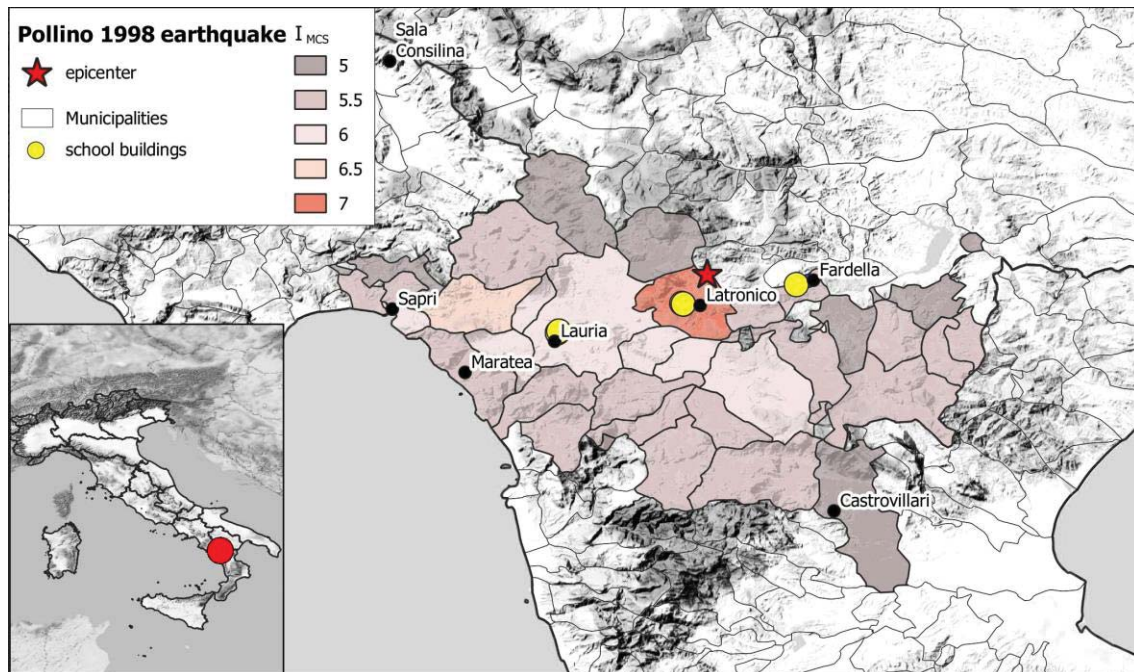 Pollino 1998 earthquake
epicenter
Municipalities
school buildings
I MCS
5
5.5
6
6.5
7
Sala
Consilina
Fardella
Latronico
Sapri
Lauria
Maratea
Castrovillari